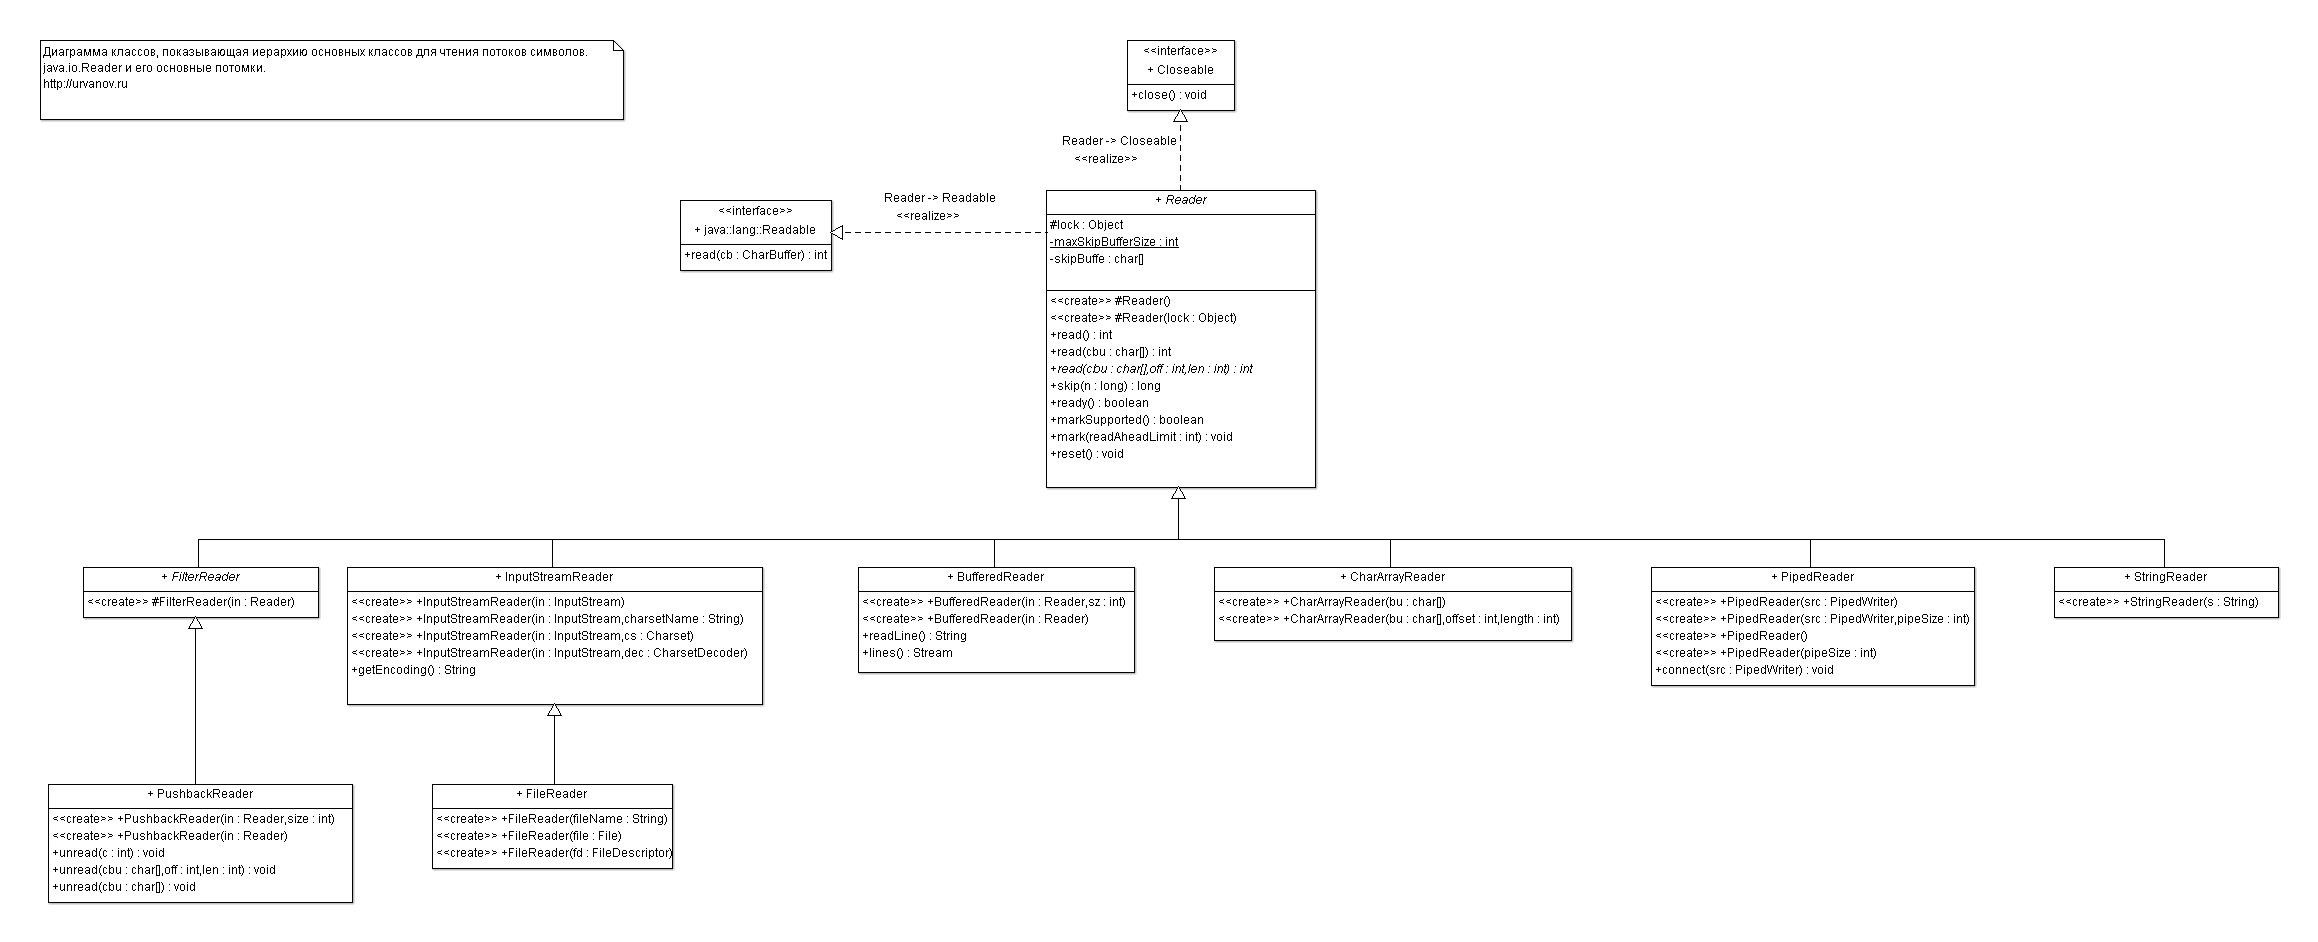 Диаграмма классов, показывающая иерархию основных классов для чтения потоков символов.
java.io.Reader и его основные потомки.
http://urvanov.ru
<<interface>>
+ Closeable
+close() : void
Reader -> Closeable
<<realize>>
Reader -> Readable
<<realize>>
<<interface>>
+ java::lang::Readable
+read(cb : CharBuffer) : int
+ Reader
#lock : Object
-maxSkipBufferSize : int
-skipBuffe : char[]
<<create>> #Reader()
<<create>> #Reader(lock : Object)
+read() : int
+read(cbu : char[]) : int
+read(cbu : char[],off : int,len : int) : int
+skip(n : long) : long
+ready() : boolean
+markSupported() : boolean
+mark(readAheadLimit : int) : void
+reset() : void
+ FilterReader
<<create>> #FilterReader(in : Reader)
+ InputStreamReader
<<create>> +InputStreamReader(in : InputStream)
<<create>> +InputStreamReader(in : InputStream,charsetName : String)
<<create>> +InputStreamReader(in : InputStream,cs : Charset)
<<create>> +InputStreamReader(in : InputStream,dec : CharsetDecoder)
+getEncoding() : String
+ BufferedReader
<<create>> +BufferedReader(in : Reader,sz : int)
<<create>> +BufferedReader(in : Reader)
+readLine() : String
+lines() : Stream
+ CharArrayReader
<<create>> +CharArrayReader(bu : char[])
<<create>> +CharArrayReader(bu : char[],offset : int,length : int)
+ PipedReader
<<create>> +PipedReader(src : PipedWriter)
<<create>> +PipedReader(src : PipedWriter,pipeSize : int)
<<create>> +PipedReader()
<<create>> +PipedReader(pipeSize : int)
+connect(src : PipedWriter) : void
+ StringReader
<<create>> +StringReader(s : String)
+ PushbackReader
<<create>> +PushbackReader(in : Reader,size : int)
<<create>> +PushbackReader(in : Reader)
+unread(c : int) : void
+unread(cbu : char[],off : int,len : int) : void
+unread(cbu : char[]) : void
+ FileReader
<<create>> +FileReader(fileName : String)
<<create>> +FileReader(file : File)
<<create>> +FileReader(fd : FileDescriptor)